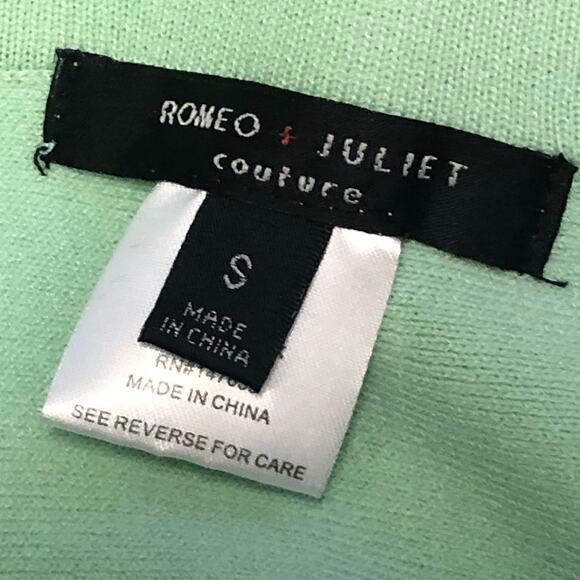 ROMEO + JULIET
couture
S
MADE
IN CHINA
MADE IN CHINA
SEE REVERSE FOR CARE